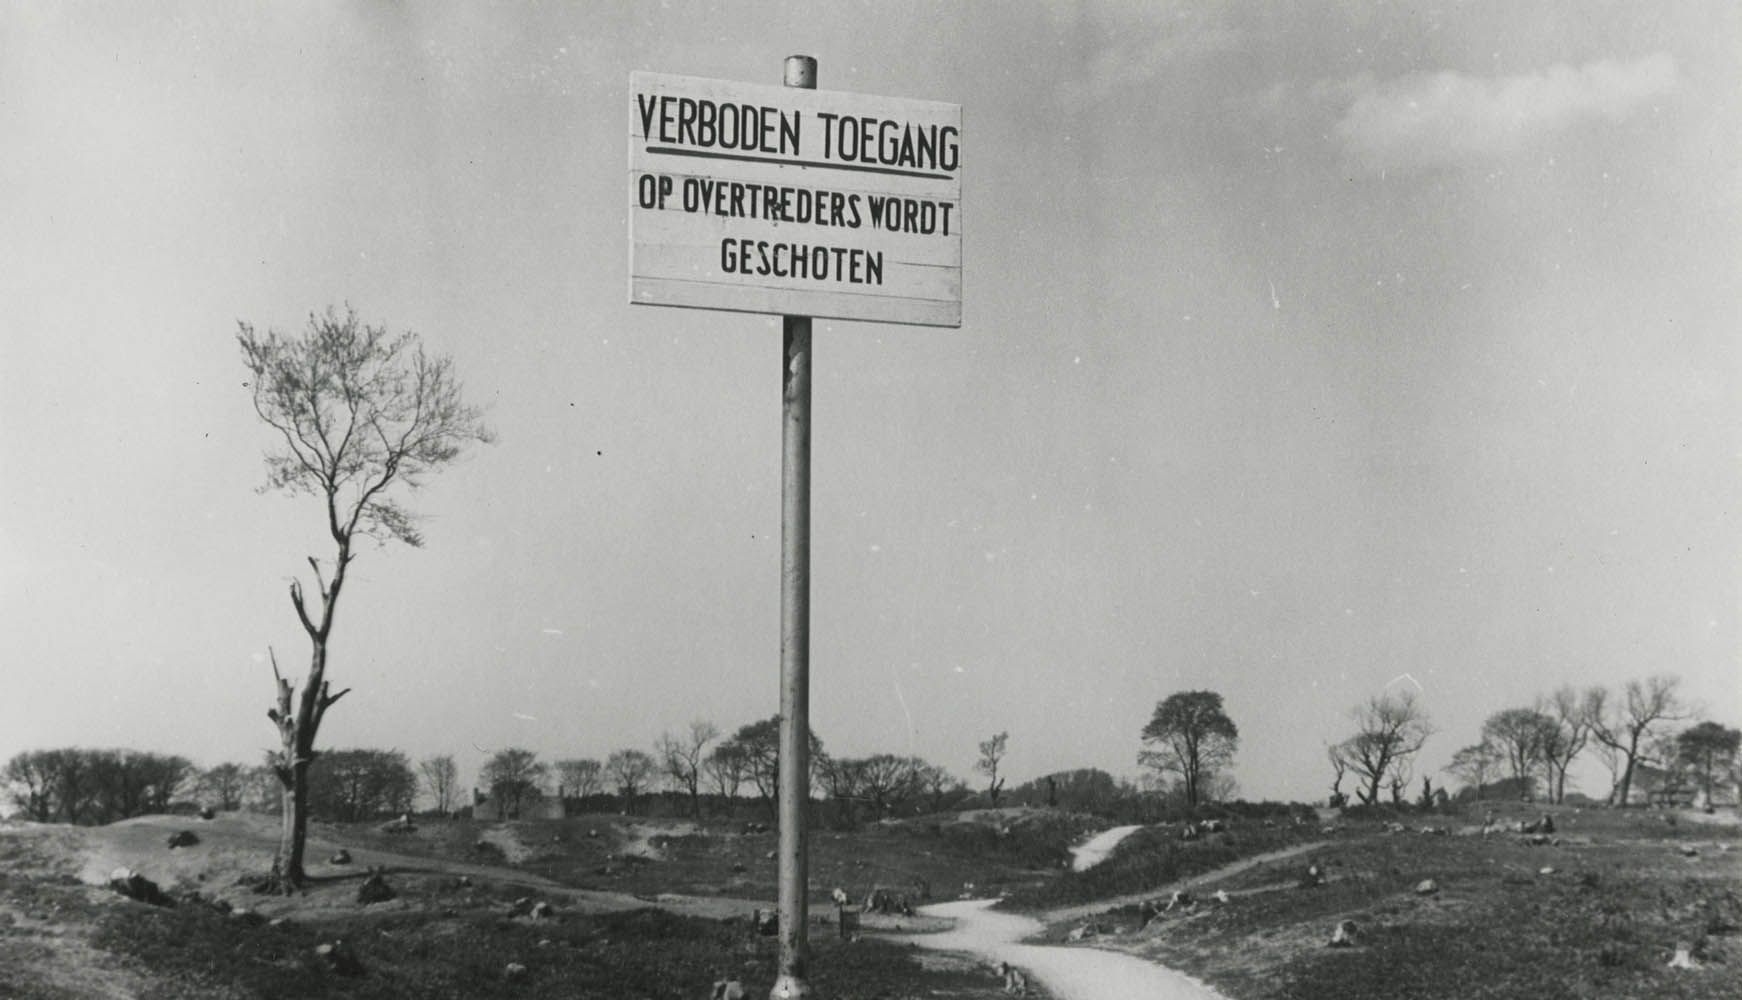 VERBODEN TOEGANG
OP OVERTREDERS WORDT
GESCHOTEN